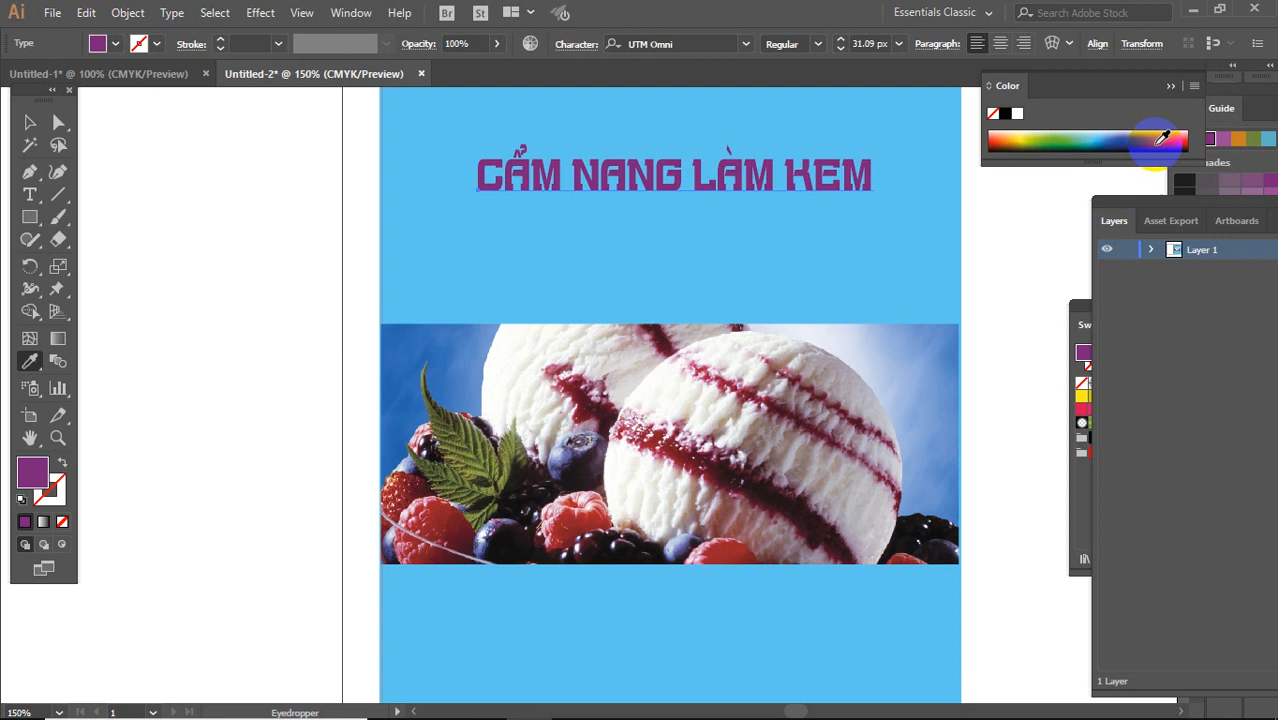 Ai File Edit Object Type Select Effect View Window Help Br St Essentials Classic Search Adobe Stock
Type Stroke: Opacity: 100% Character: UTM Omni Regular 31.09 px Paragraph: Align Transform
Untitled-1* @ 100% (CMYK/Preview) Untitled-2* @ 150% (CMYK/Preview)
Color
Guide
CẨM NANG LÀM KEM
Layers Asset Export Artboards
Layer 1
1 Layer
150% 1 Eyedropper